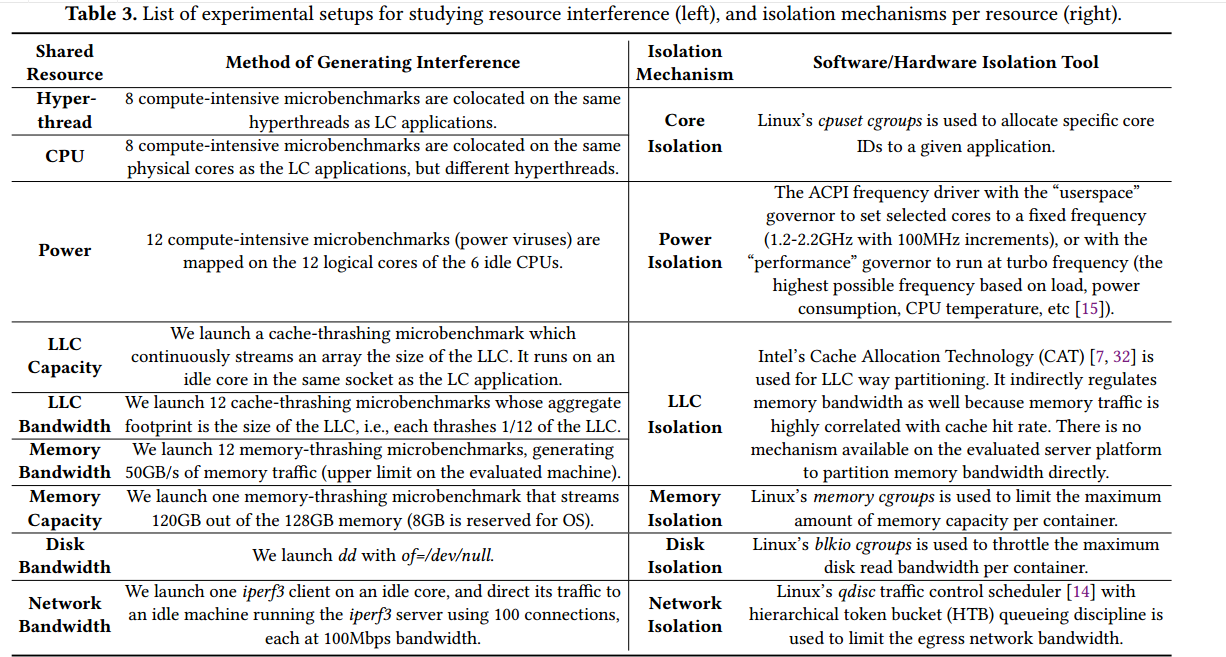 Table 3. List of experimental setups for studying resource interference (left), and isolation mechanisms per resource (right).
Shared
Resource
Method of Generating Interference
Isolation
Mechanism
Software/Hardware Isolation Tool
Hyper-
thread
8 compute-intensive microbenchmarks are colocated on the same
hyperthreads as LC applications.
CPU
8 compute-intensive microbenchmarks are colocated on the same
physical cores as the LC applications, but different hyperthreads.
Core
Isolation
Linux's cpuset cgroups is used to allocate specific core
IDs to a given application.
Power
12 compute-intensive microbenchmarks (power viruses) are
mapped on the 12 logical cores of the 6 idle CPUs.
Power
Isolation
The ACPI frequency driver with the “userspace”
governor to set selected cores to a fixed frequency
(1.2-2.2GHz with 100MHz increments), or with the
“performance” governor to run at turbo frequency (the
highest possible frequency based on load, power
consumption, CPU temperature, etc [15]).
LLC
Capacity
We launch a cache-thrashing microbenchmark which
continuously streams an array the size of the LLC. It runs on an
idle core in the same socket as the LC application.
LLC
Bandwidth
We launch 12 cache-thrashing microbenchmarks whose aggregate
footprint is the size of the LLC, i.e., each thrashes 1/12 of the LLC.
Memory
Bandwidth
We launch 12 memory-thrashing microbenchmarks, generating
50GB/s of memory traffic (upper limit on the evaluated machine).
LLC
Isolation
Intel's Cache Allocation Technology (CAT) [7, 32] is
used for LLC way partitioning. It indirectly regulates
memory bandwidth as well because memory traffic is
highly correlated with cache hit rate. There is no
mechanism available on the evaluated server platform
to partition memory bandwidth directly.
Memory
Capacity
We launch one memory-thrashing microbenchmark that streams
120GB out of the 128GB memory (8GB is reserved for OS).
Memory
Isolation
Linux's memory cgroups is used to limit the maximum
amount of memory capacity per container.
Disk
Bandwidth
We launch dd with of=/dev/null.
Disk
Isolation
Linux's blkio cgroups is used to throttle the maximum
disk read bandwidth per container.
Network
Bandwidth
We launch one iperf3 client on an idle core, and direct its traffic to
an idle machine running the iperf3 server using 100 connections,
each at 100Mbps bandwidth.
Network
Isolation
Linux's qdisc traffic control scheduler [14] with
hierarchical token bucket (HTB) queueing discipline is
used to limit the egress network bandwidth.